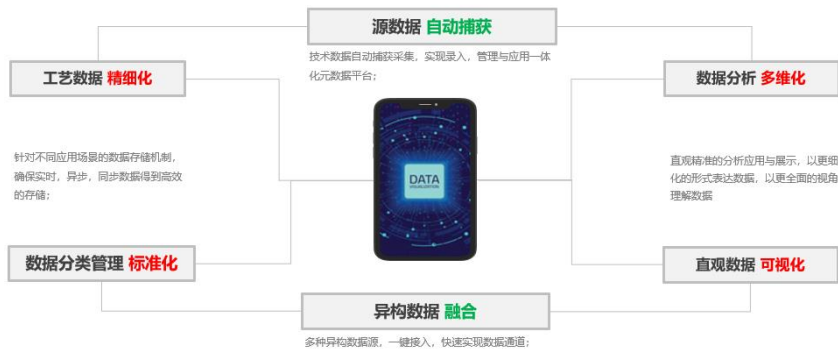 源数据 自动捕获
技术数据自动捕获采集，实现录入，管理与应用一体
化元数据平台；
工艺数据 精细化
数据分析 多维化
针对不同应用场景的数据存储机制，
确保实时，异步，同步数据得到高效
的存储；
DATA
VISUALIZATION
直观精准的分析应用与展示，以更细
化的形式表达数据，以更全面的视角
理解数据
数据分类管理 标准化
直观数据 可视化
异构数据 融合
多种异构数据源，一键接入，快速实现数据通道；